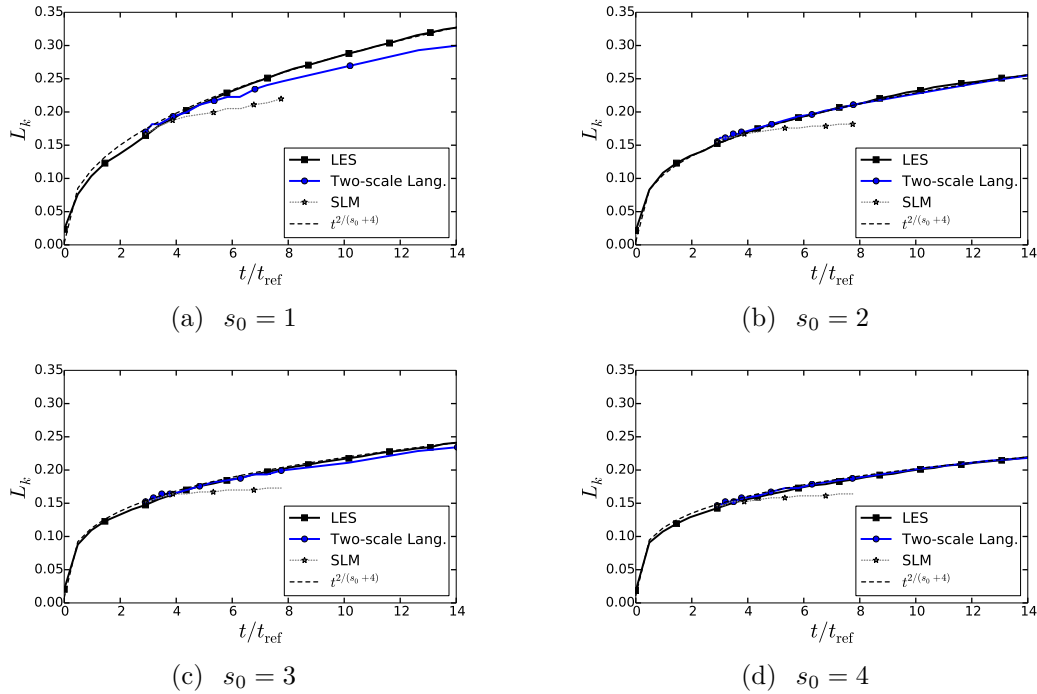 0.35
0.30
0.25
0.20
0.15
0.10
0.05
0.00
L_k
0 2 4 6 8 10 12 14
t/t_ref
LES
Two-scale Lang.
SLM
t^{2/(s_0+4)}
(a) s_0 = 1
0.35
0.30
0.25
0.20
0.15
0.10
0.05
0.00
L_k
0 2 4 6 8 10 12 14
t/t_ref
LES
Two-scale Lang.
SLM
t^{2/(s_0+4)}
(b) s_0 = 2
0.35
0.30
0.25
0.20
0.15
0.10
0.05
0.00
L_k
0 2 4 6 8 10 12 14
t/t_ref
LES
Two-scale Lang.
SLM
t^{2/(s_0+4)}
(c) s_0 = 3
0.35
0.30
0.25
0.20
0.15
0.10
0.05
0.00
L_k
0 2 4 6 8 10 12 14
t/t_ref
LES
Two-scale Lang.
SLM
t^{2/(s_0+4)}
(d) s_0 = 4